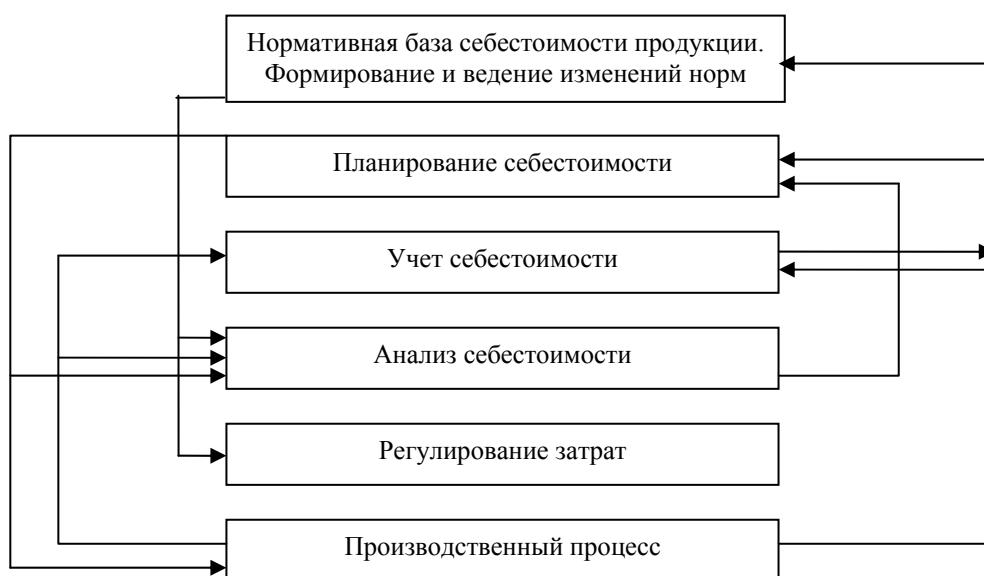 Нормативная база себестоимости продукции.
Формирование и ведение изменений норм
Планирование себестоимости
Учет себестоимости
Анализ себестоимости
Регулирование затрат
Производственный процесс